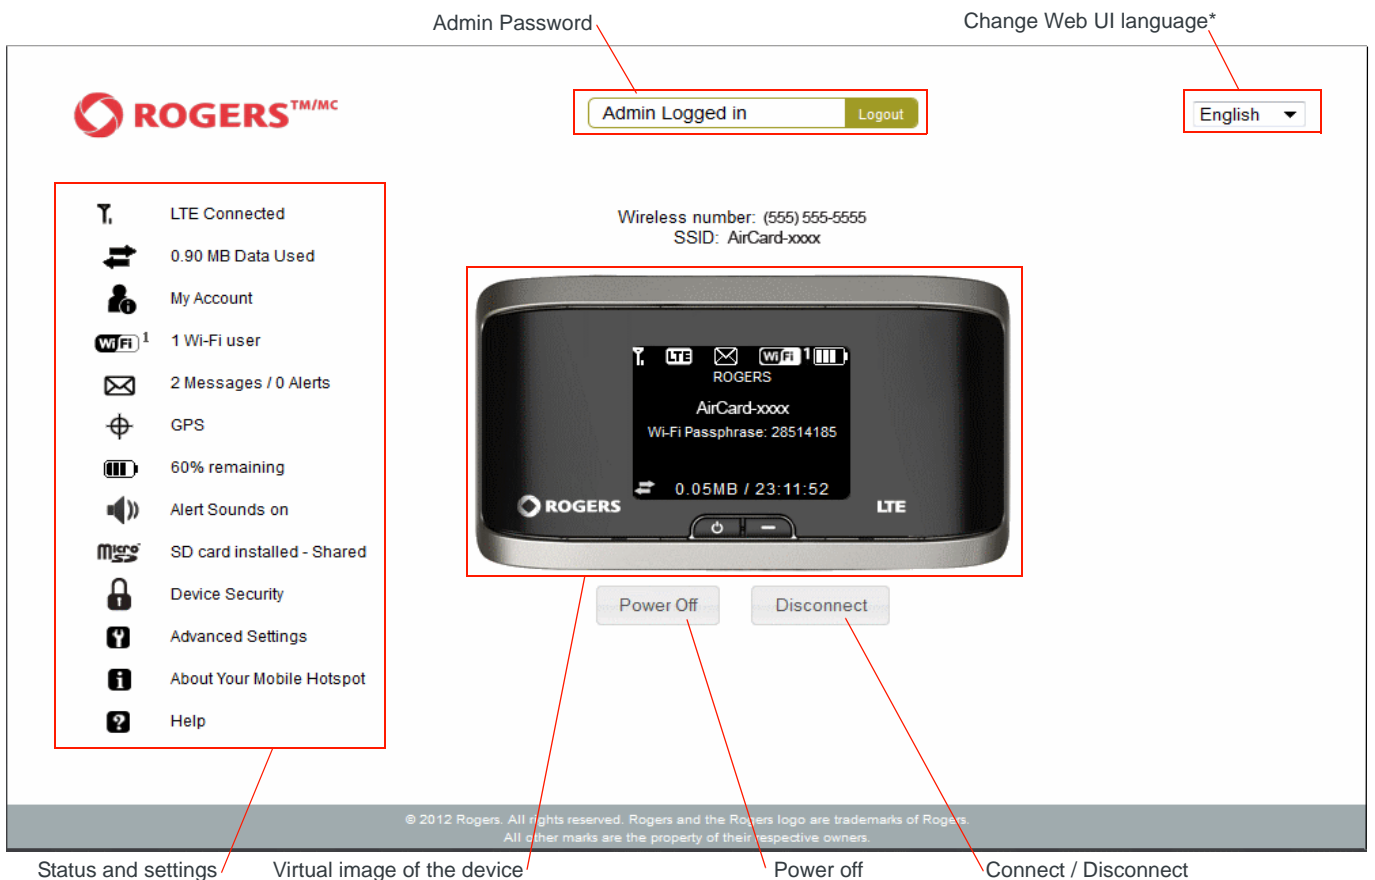 Admin Password
Change Web UI language*
ROGERS™/MC
Admin Logged in
Logout
English
LTE Connected
0.90 MB Data Used
My Account
WiFi 1
1 Wi-Fi user
2 Messages / 0 Alerts
GPS
60% remaining
Alert Sounds on
Micro SD
SD card installed - Shared
Device Security
Advanced Settings
i
About Your Mobile Hotspot
?
Help
Wireless number: (555) 555-5555
SSID: AirCard-xxxx
LTE WiFi 1
ROGERS
AirCard-xxxx
Wi-Fi Passphrase: 28514185
0.05MB / 23:11:52
ROGERS
LTE
Power Off
Disconnect
© 2012 Rogers. All rights reserved. Rogers and the Rogers logo are trademarks of Rogers.
All other marks are the property of their respective owners.
Status and settings
Virtual image of the device
Power off
Connect / Disconnect